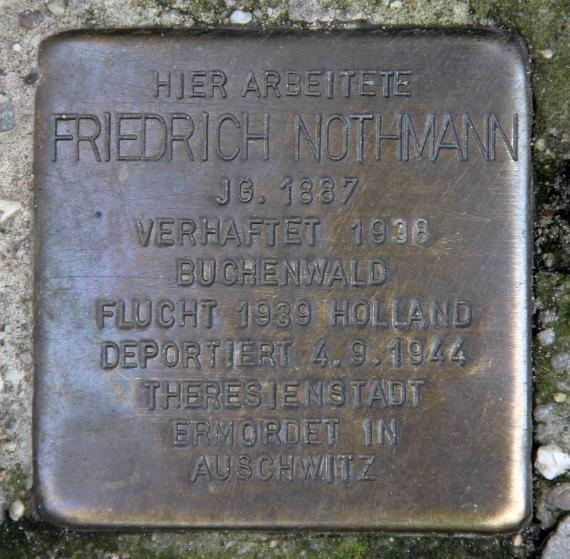 HIER ARBEITETE
FRIEDRICH NOTHMANN
JG. 1887
VERHAFTET 1938
BUCHENWALD
FLUCHT 1939 HOLLAND
DEPORTIERT 4.9.1944
THERESIENSTADT
ERMORDET IN
AUSCHWITZ